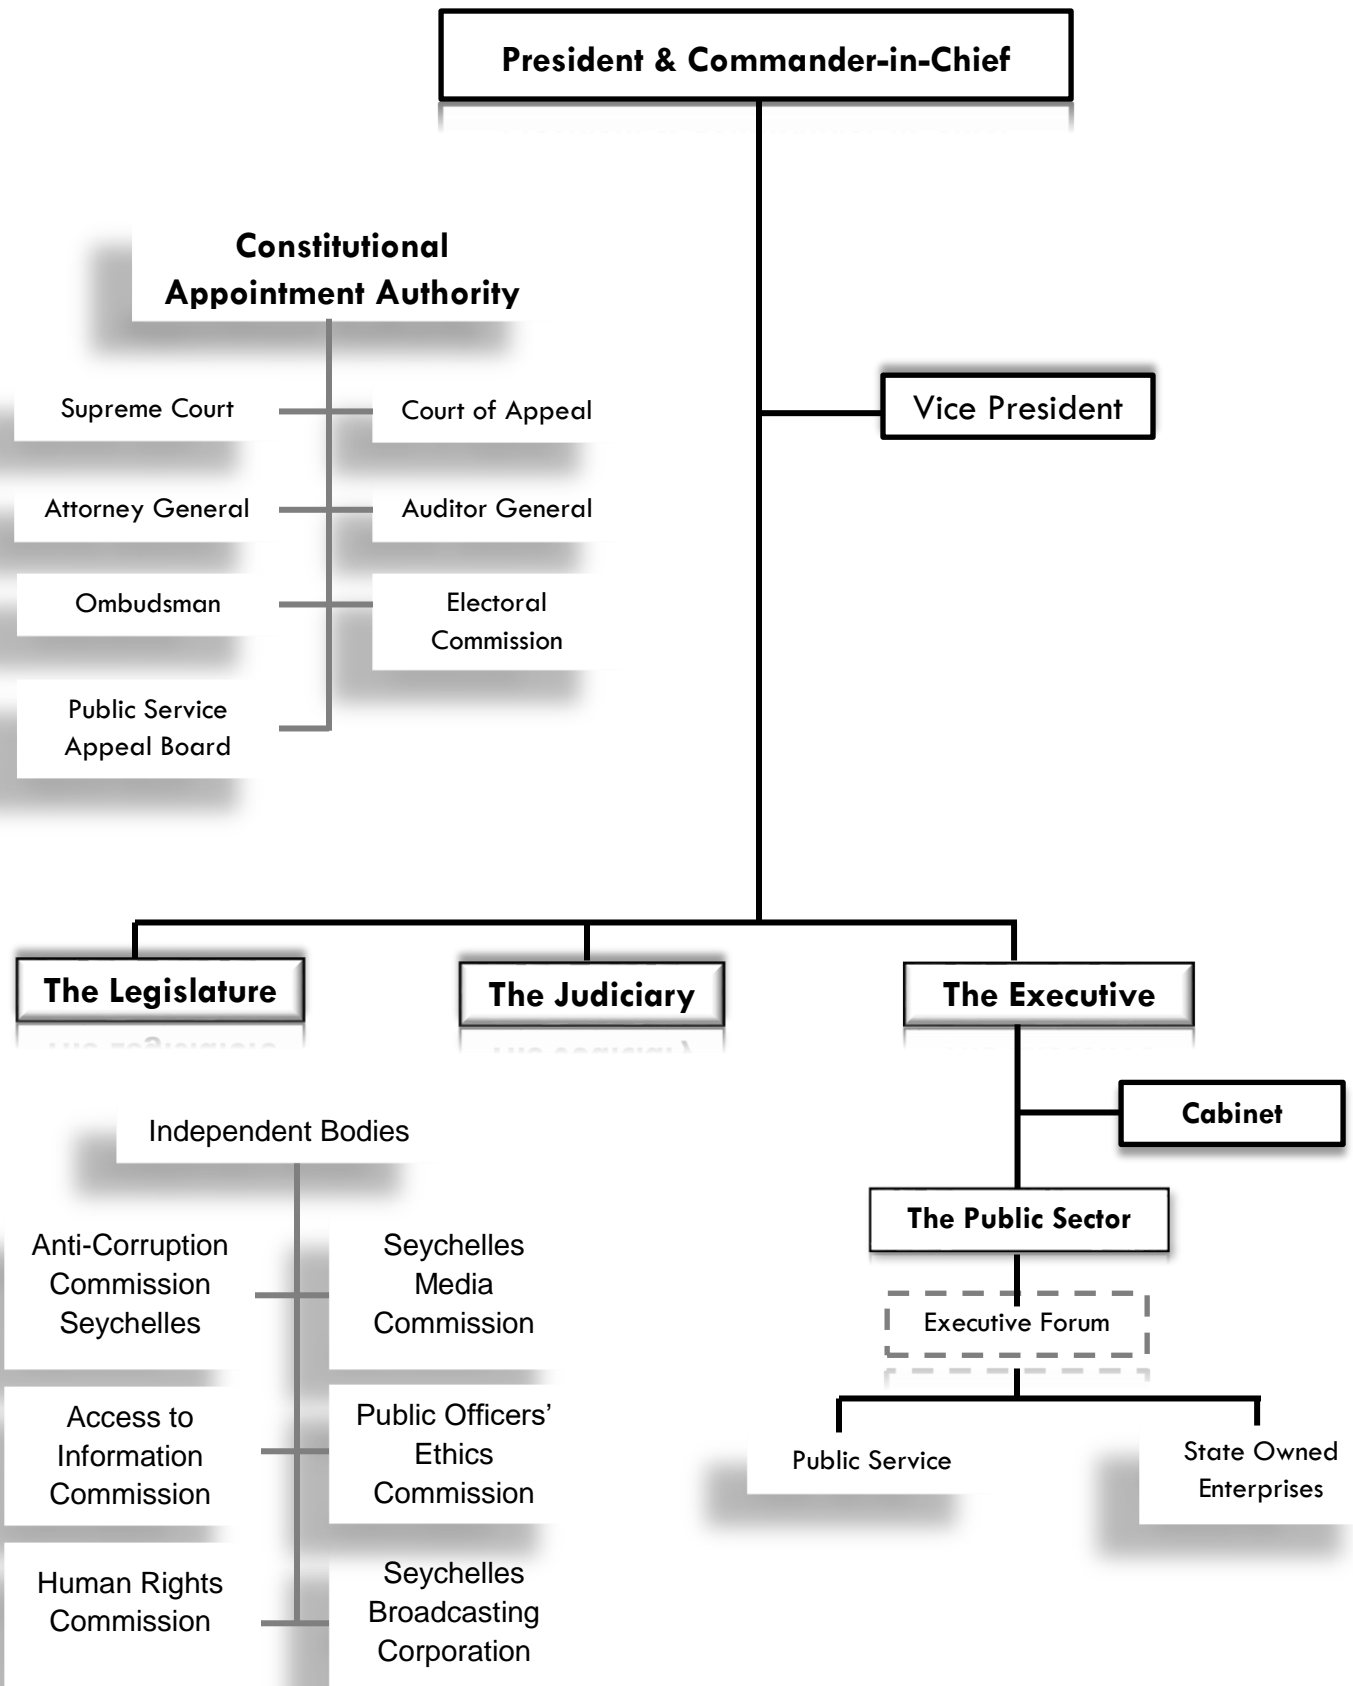 President & Commander-in-Chief
Constitutional
Appointment Authority
Supreme Court
Court of Appeal
Vice President
Attorney General
Auditor General
Ombudsman
Electoral
Commission
Public Service
Appeal Board
The Legislature
The Judiciary
The Executive
Cabinet
Independent Bodies
The Public Sector
Anti-Corruption
Commission
Seychelles
Seychelles
Media
Commission
Executive Forum
Access to
Information
Commission
Public Officers’
Ethics
Commission
Public Service
State Owned
Enterprises
Human Rights
Commission
Seychelles
Broadcasting
Corporation